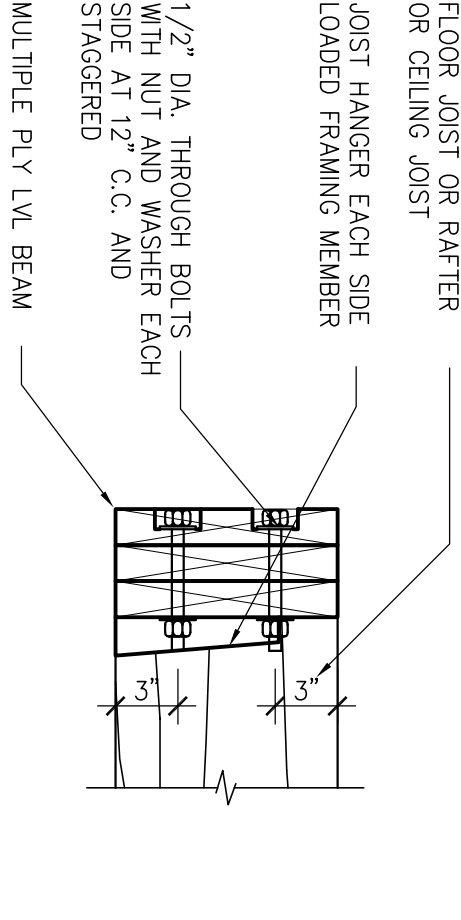 FLOOR JOIST OR RAFTER
OR CEILING JOIST
JOIST HANGER EACH SIDE
LOADED FRAMING MEMBER
1/2" DIA. THROUGH BOLTS
WITH NUT AND WASHER EACH
SIDE AT 12" C.C. AND
STAGGERED
MULTIPLE PLY LVL BEAM
3"
3"